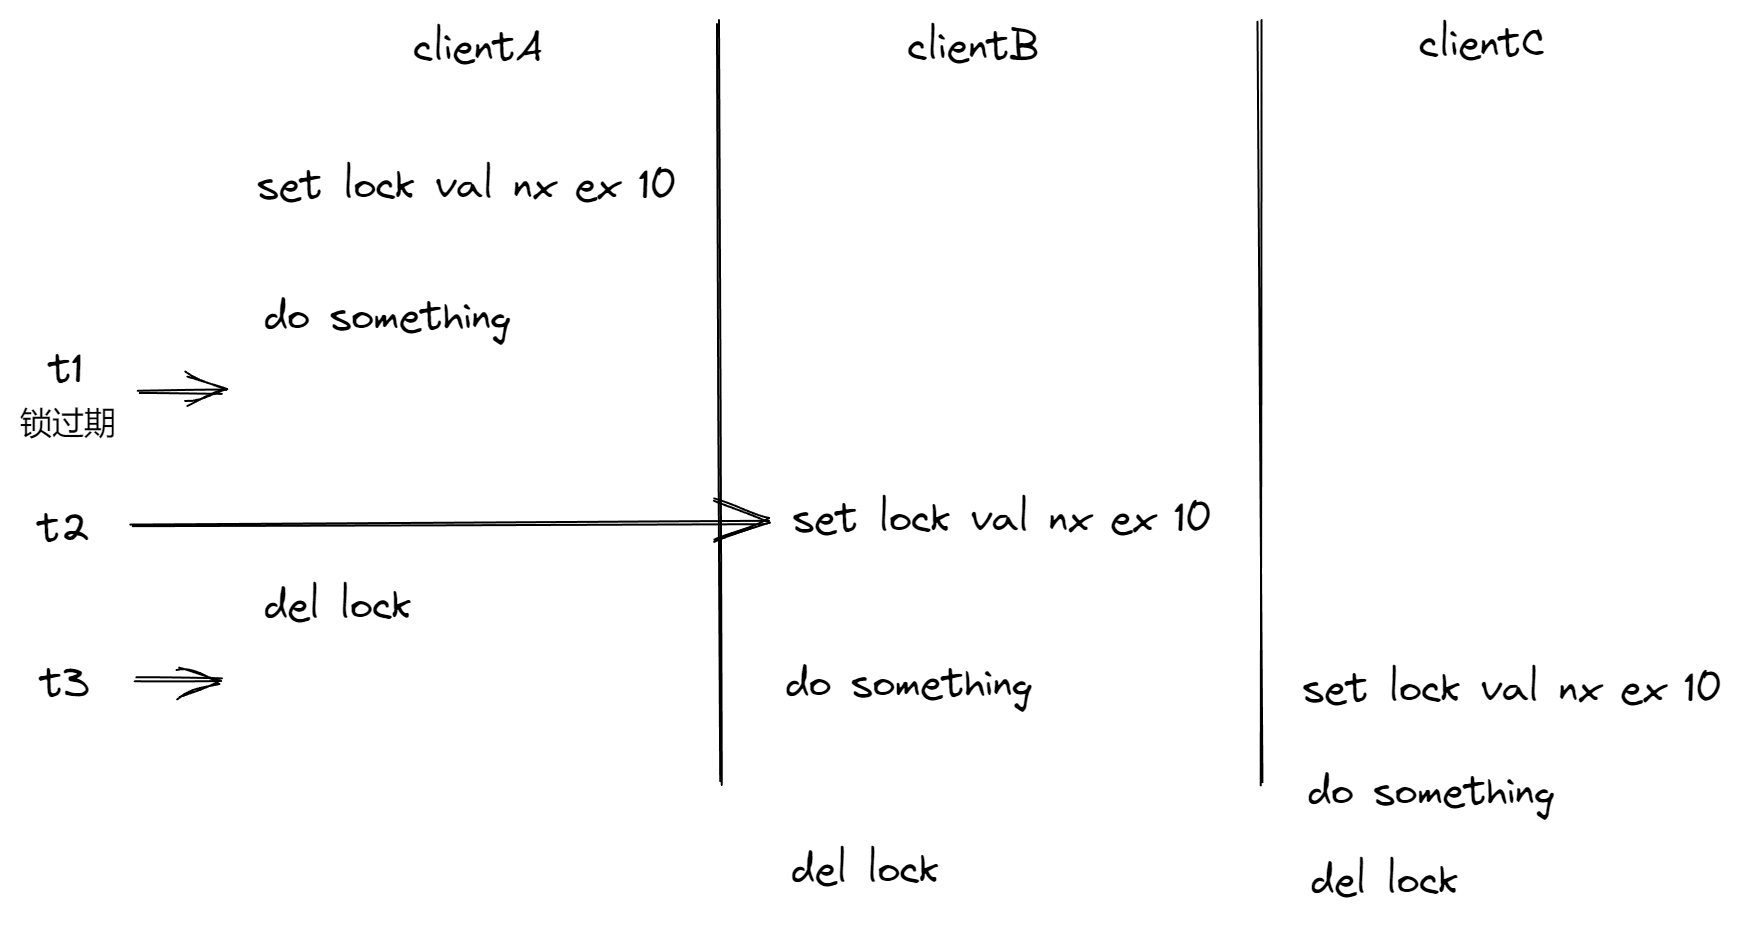 clientA
clientB
clientC
set lock val nx ex 10
do something
t1
锁过期
t2
set lock val nx ex 10
del lock
t3
do something
set lock val nx ex 10
do something
del lock
del lock